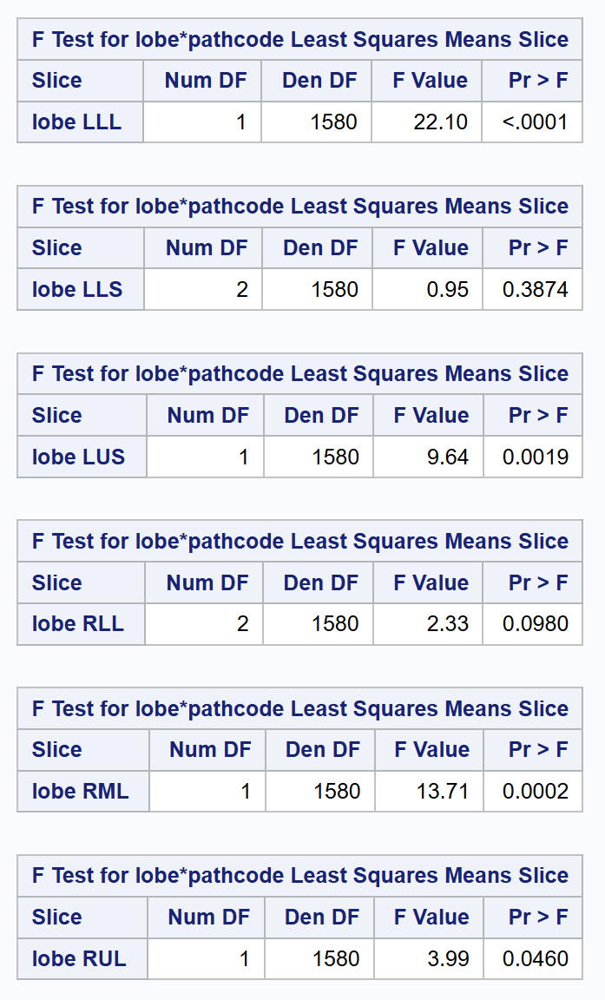 F Test for lobe*pathcode Least Squares Means Slice
Slice Num DF Den DF F Value Pr > F
lobe LLL 1 1580 22.10 <.0001
F Test for lobe*pathcode Least Squares Means Slice
Slice Num DF Den DF F Value Pr > F
lobe LLS 2 1580 0.95 0.3874
F Test for lobe*pathcode Least Squares Means Slice
Slice Num DF Den DF F Value Pr > F
lobe LUS 1 1580 9.64 0.0019
F Test for lobe*pathcode Least Squares Means Slice
Slice Num DF Den DF F Value Pr > F
lobe RLL 2 1580 2.33 0.0980
F Test for lobe*pathcode Least Squares Means Slice
Slice Num DF Den DF F Value Pr > F
lobe RML 1 1580 13.71 0.0002
F Test for lobe*pathcode Least Squares Means Slice
Slice Num DF Den DF F Value Pr > F
lobe RUL 1 1580 3.99 0.0460